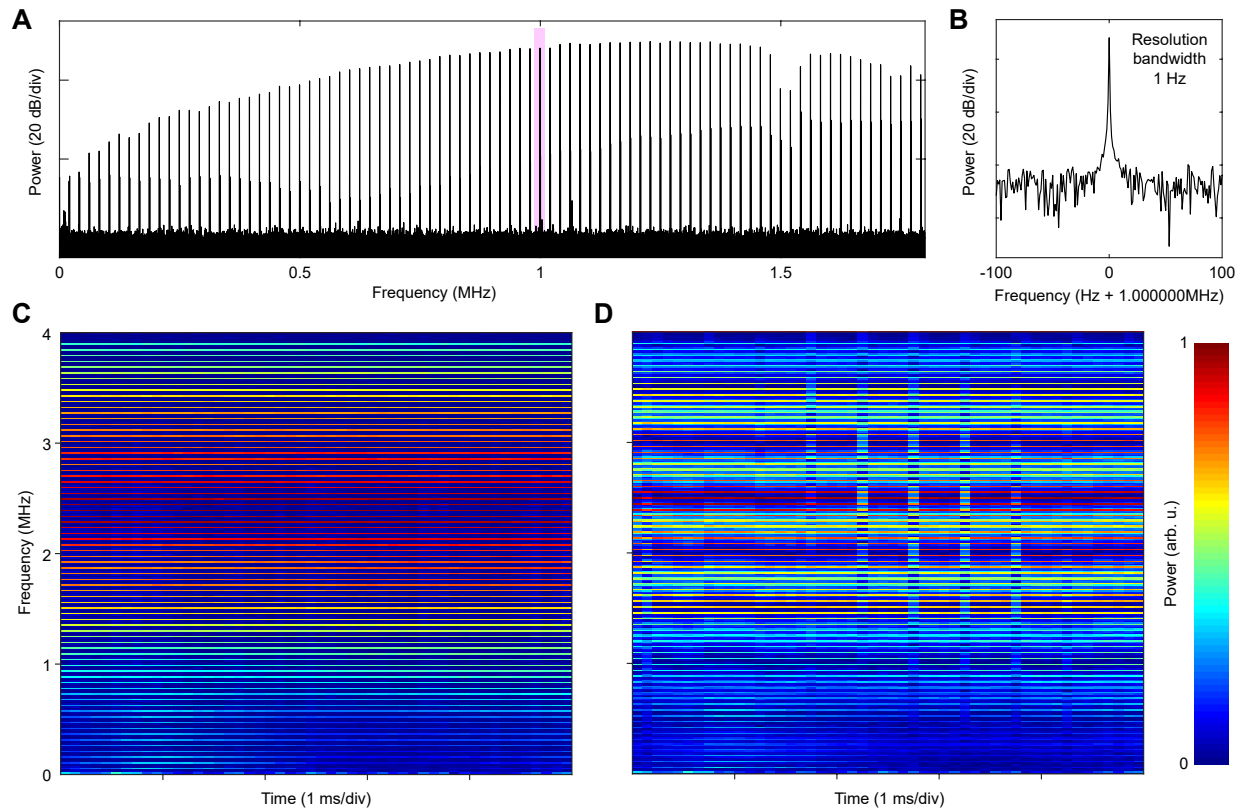 A
B
Power (20 dB/div)
0
0.5
1
1.5
Frequency (MHz)
Power (20 dB/div)
Resolution
bandwidth
1 Hz
-100
0
100
Frequency (Hz + 1.000000MHz)
C
D
4
3
2
1
0
Frequency (MHz)
Time (1 ms/div)
Time (1 ms/div)
1
0
Power (arb. u.)